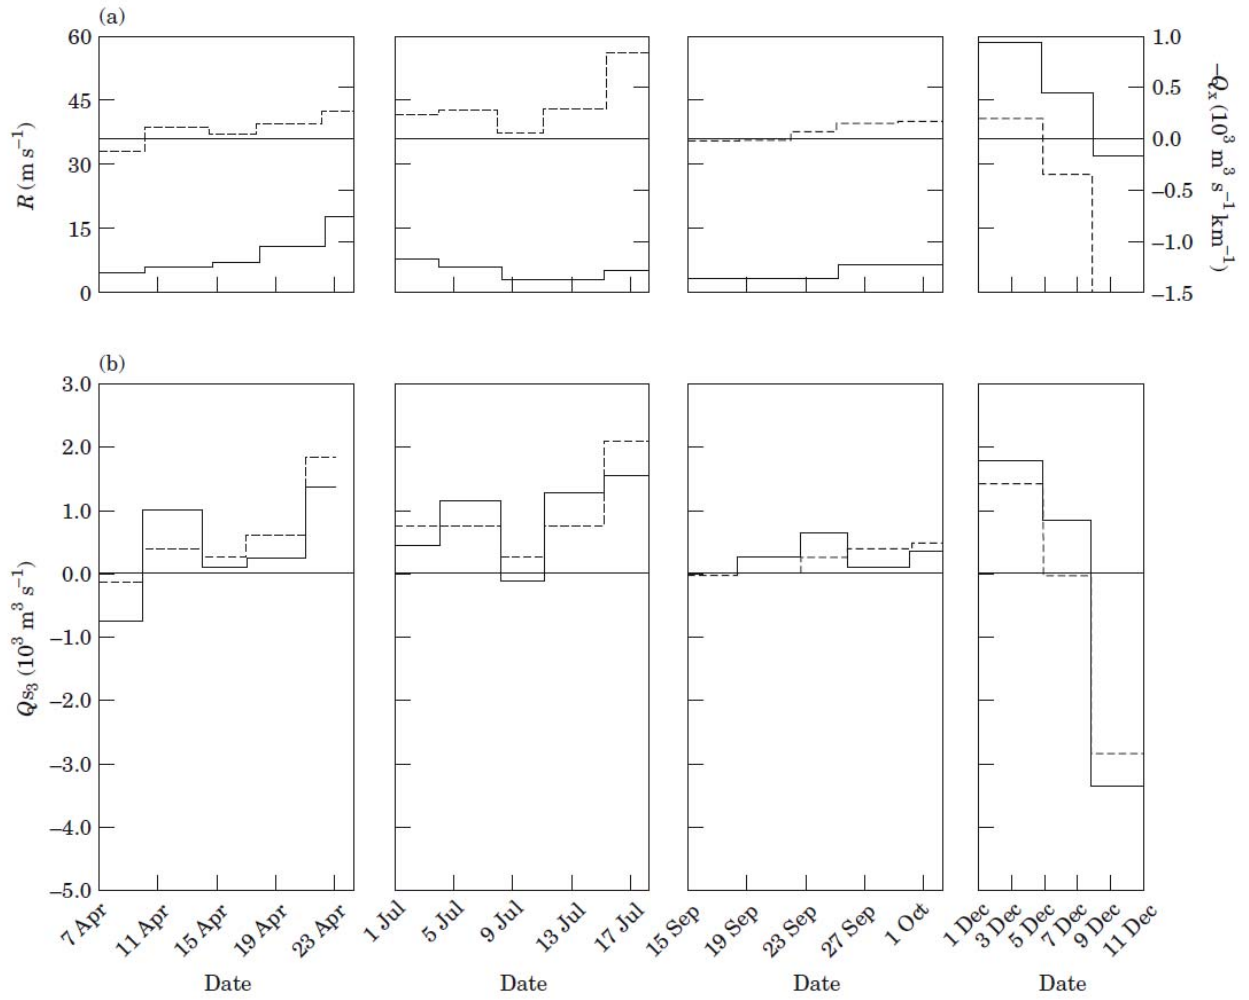 (a)
60
45
30
15
0
R (m s⁻¹)
1.0
0.5
0.0
–0.5
–1.0
–1.5
–Qx (10³ m³ s⁻¹ km⁻¹)
(b)
3.0
2.0
1.0
0.0
–1.0
–2.0
–3.0
–4.0
–5.0
Qs₃ (10³ m³ s⁻¹)
7 Apr
11 Apr
15 Apr
19 Apr
23 Apr
Date
1 Jul
5 Jul
9 Jul
13 Jul
17 Jul
Date
15 Sep
19 Sep
23 Sep
27 Sep
1 Oct
Date
1 Dec
3 Dec
5 Dec
7 Dec
9 Dec
11 Dec
Date